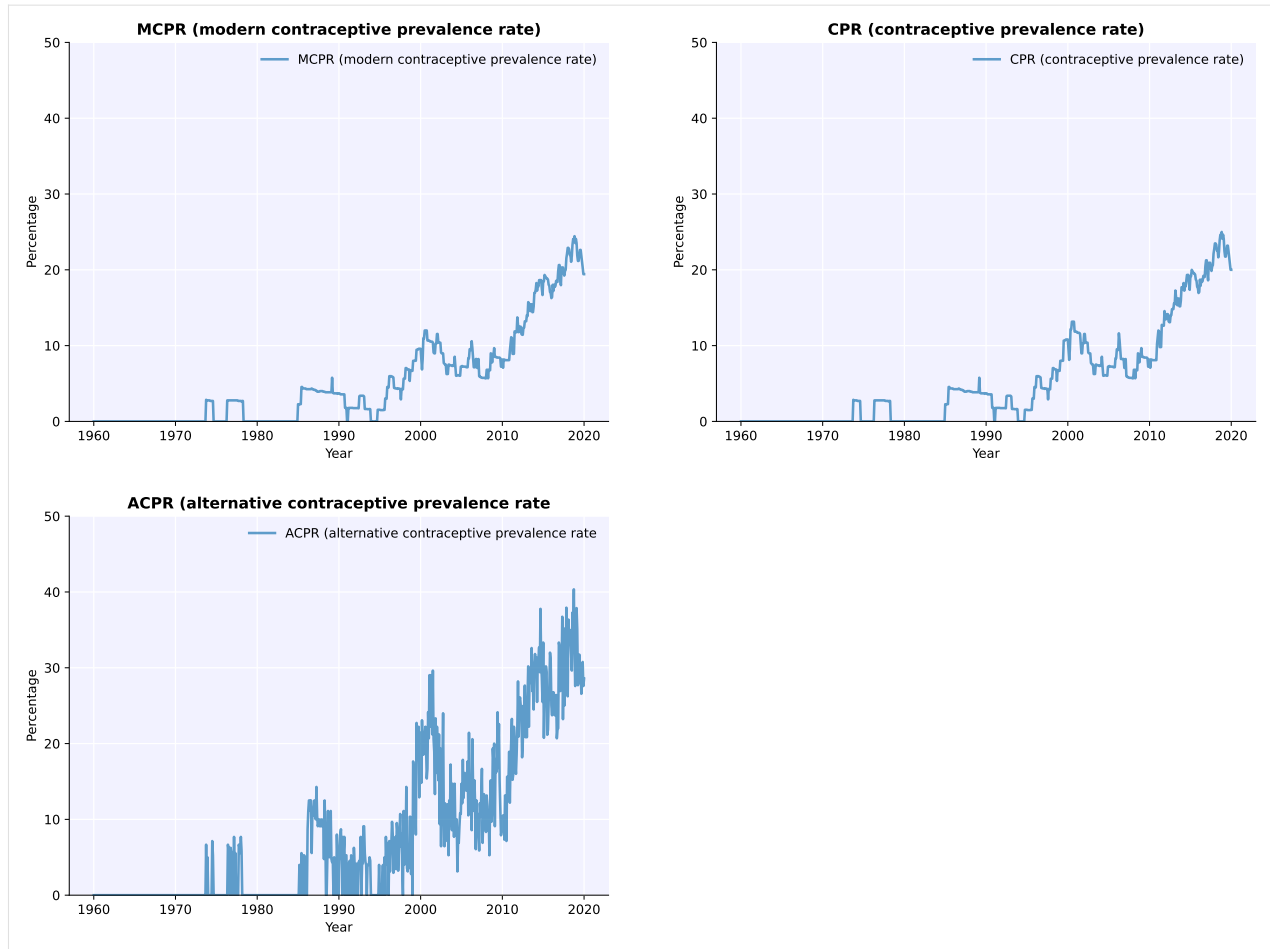 MCPR (modern contraceptive prevalence rate)
MCPR (modern contraceptive prevalence rate)
50
40
30
20
10
0
Percentage
1960 1970 1980 1990 2000 2010 2020
Year
CPR (contraceptive prevalence rate)
CPR (contraceptive prevalence rate)
50
40
30
20
10
0
Percentage
1960 1970 1980 1990 2000 2010 2020
Year
ACPR (alternative contraceptive prevalence rate
ACPR (alternative contraceptive prevalence rate
50
40
30
20
10
0
Percentage
1960 1970 1980 1990 2000 2010 2020
Year